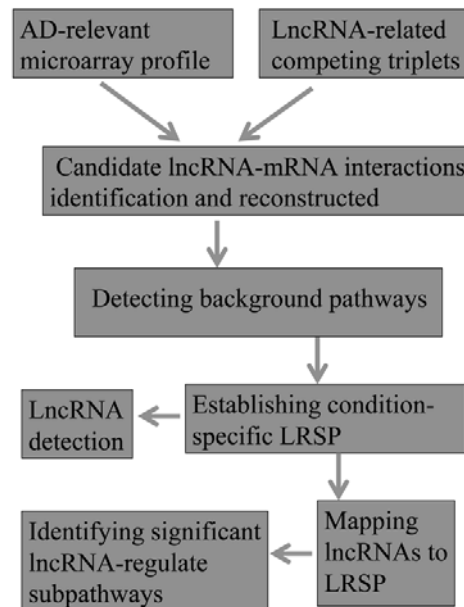 AD-relevant
microarray profile
LncRNA-related
competing triplets
Candidate lncRNA-mRNA interactions
identification and reconstructed
Detecting background pathways
Establishing condition-
specific LRSP
LncRNA
detection
Mapping
lncRNAs to
LRSP
Identifying significant
lncRNA-regulate
subpathways